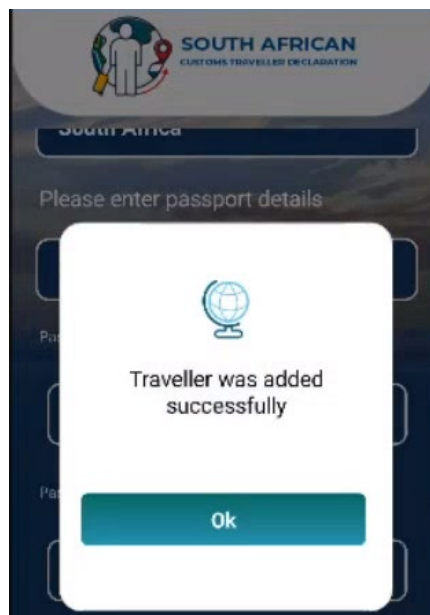 SOUTH AFRICAN
CUSTOMS TRAVELLER DECLARATION
South Africa
Please enter passport details
Traveller was added
successfully
Ok